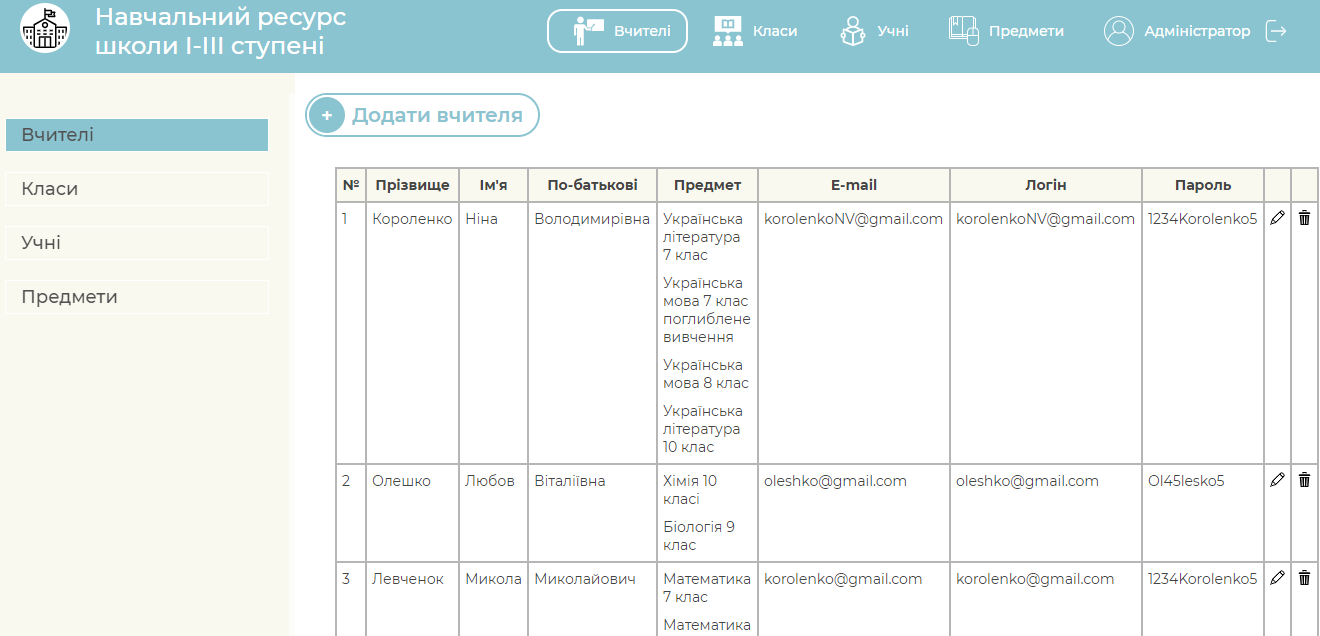 Навчальний ресурс
школи І-ІІІ ступені
Вчителі
Класи
Учні
Предмети
Адміністратор
Вчителі
Класи
Учні
Предмети
+ Додати вчителя
№ Прізвище Ім'я По-батькові Предмет E-mail Логін Пароль
1 Короленко Ніна Володимирівна Українська korolenkoNV@gmail.com korolenkoNV@gmail.com 1234Korolenko5
література
7 клас
Українська
мова 7 клас
поглиблене
вивчення
Українська
мова 8 клас
Українська
література
10 клас
2 Олешко Любов Віталіївна Хімія 10 oleshko@gmail.com oleshko@gmail.com Ol45lesko5
класі
Біологія 9
клас
3 Левченок Микола Миколайович Математика korolenko@gmail.com korolenko@gmail.com 1234Korolenko5
7 клас
Математика